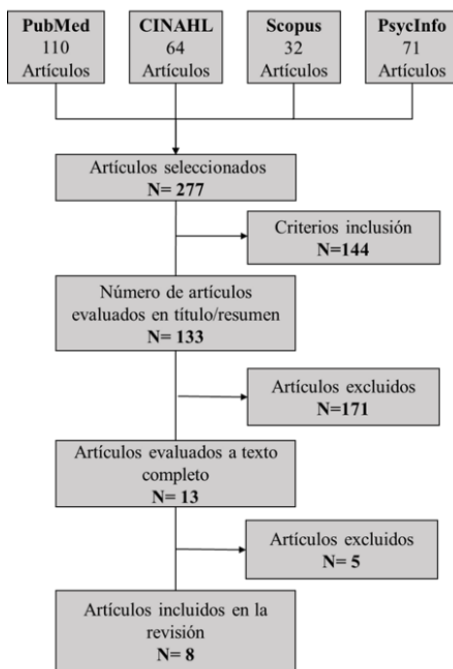 PubMed
110
Artículos
CINAHL
64
Artículos
Scopus
32
Artículos
PsycInfo
71
Artículos
Artículos seleccionados
N= 277
Criterios inclusión
N=144
Número de artículos
evaluados en título/resumen
N= 133
Artículos excluidos
N=171
Artículos evaluados a texto
completo
N= 13
Artículos excluidos
N= 5
Artículos incluidos en la
revisión
N= 8